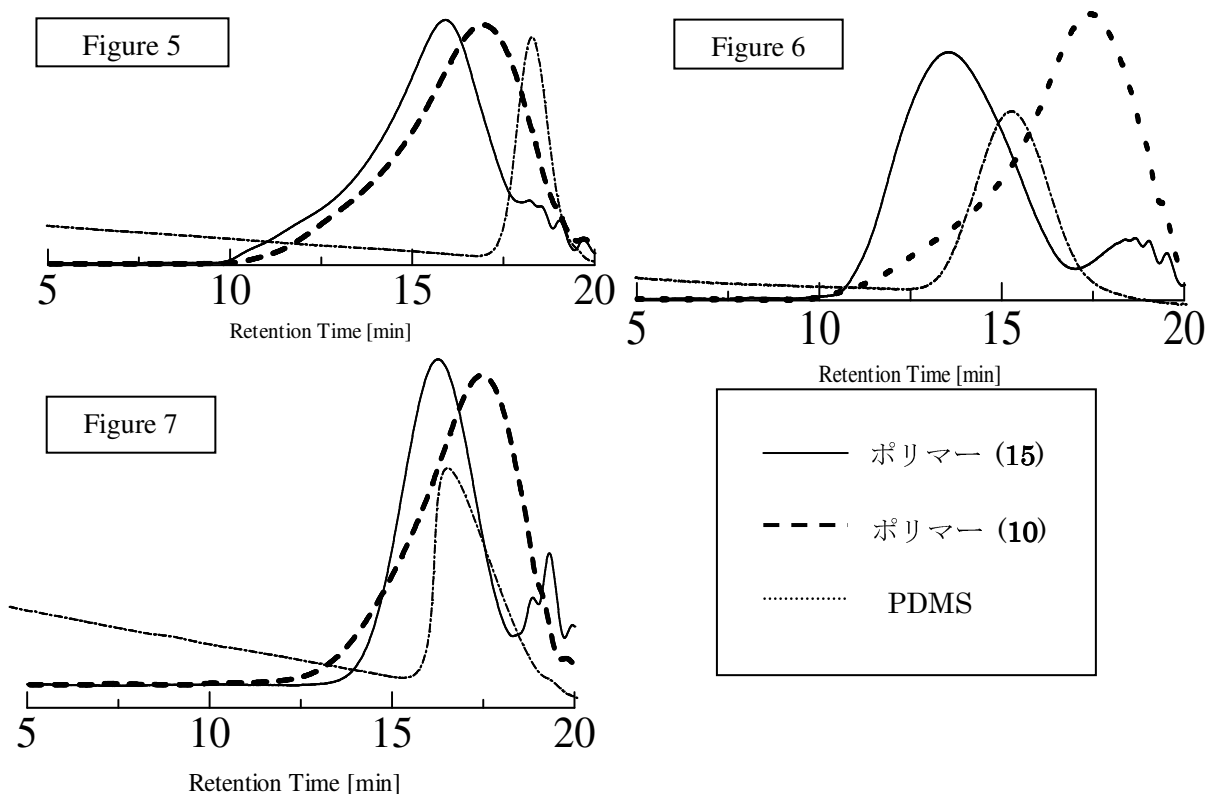 Figure 5
5 10 15 20
Retention Time [min]
Figure 6
5 10 15 20
Retention Time [min]
Figure 7
5 10 15 20
Retention Time [min]
ポリマー (15)
ポリマー (10)
PDMS